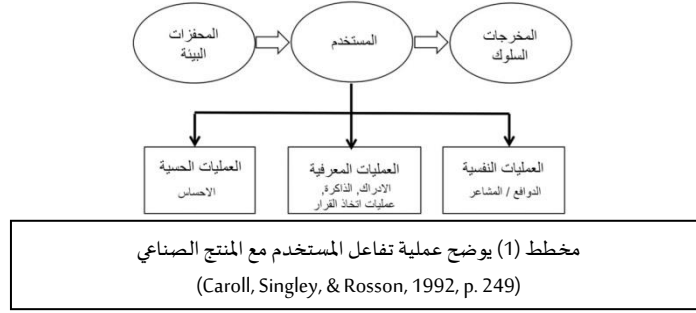 المحفزات
البيئة
المستخدم
المخرجات
السلوك
العمليات الحسية
الاحساس
العمليات المعرفية
الادراك, الذاكرة,
عمليات اتخاذ القرار
العمليات النفسية
الدوافع / المشاعر
مخطط (1) يوضح عملية تفاعل المستخدم مع المنتج الصناعي
(Caroll, Singley, & Rosson, 1992, p. 249)